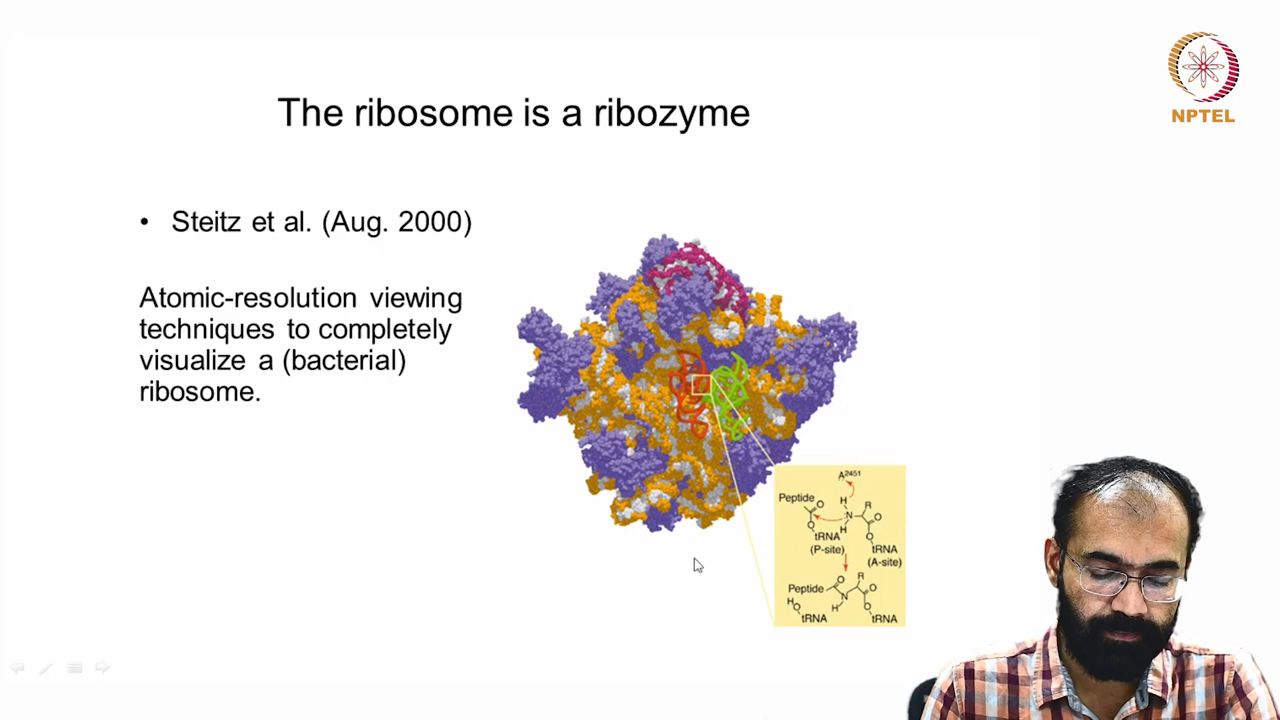 NPTEL
The ribosome is a ribozyme
• Steitz et al. (Aug. 2000)
Atomic-resolution viewing
techniques to completely
visualize a (bacterial)
ribosome.
A2451
H
Peptide
O
R
N
O
O
H
O
tRNA
tRNA
(P-site)
(A-site)
O
R
O
Peptide
N
H
O
H
O
tRNA
tRNA